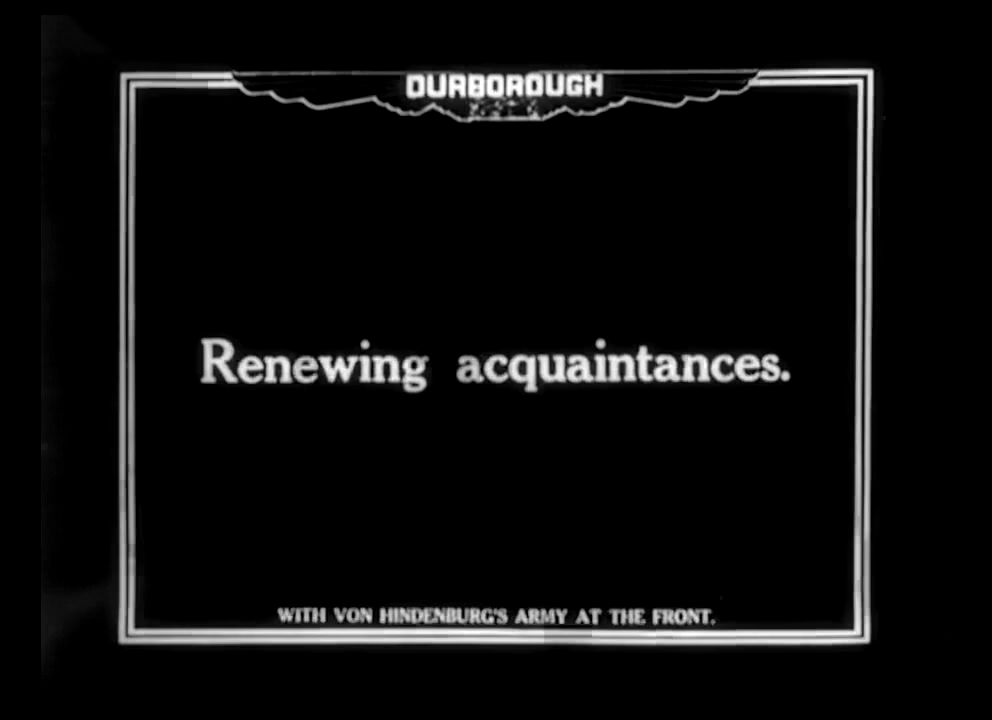 DURBOROUGH
Renewing acquaintances.
WITH VON HINDENBURG'S ARMY AT THE FRONT.